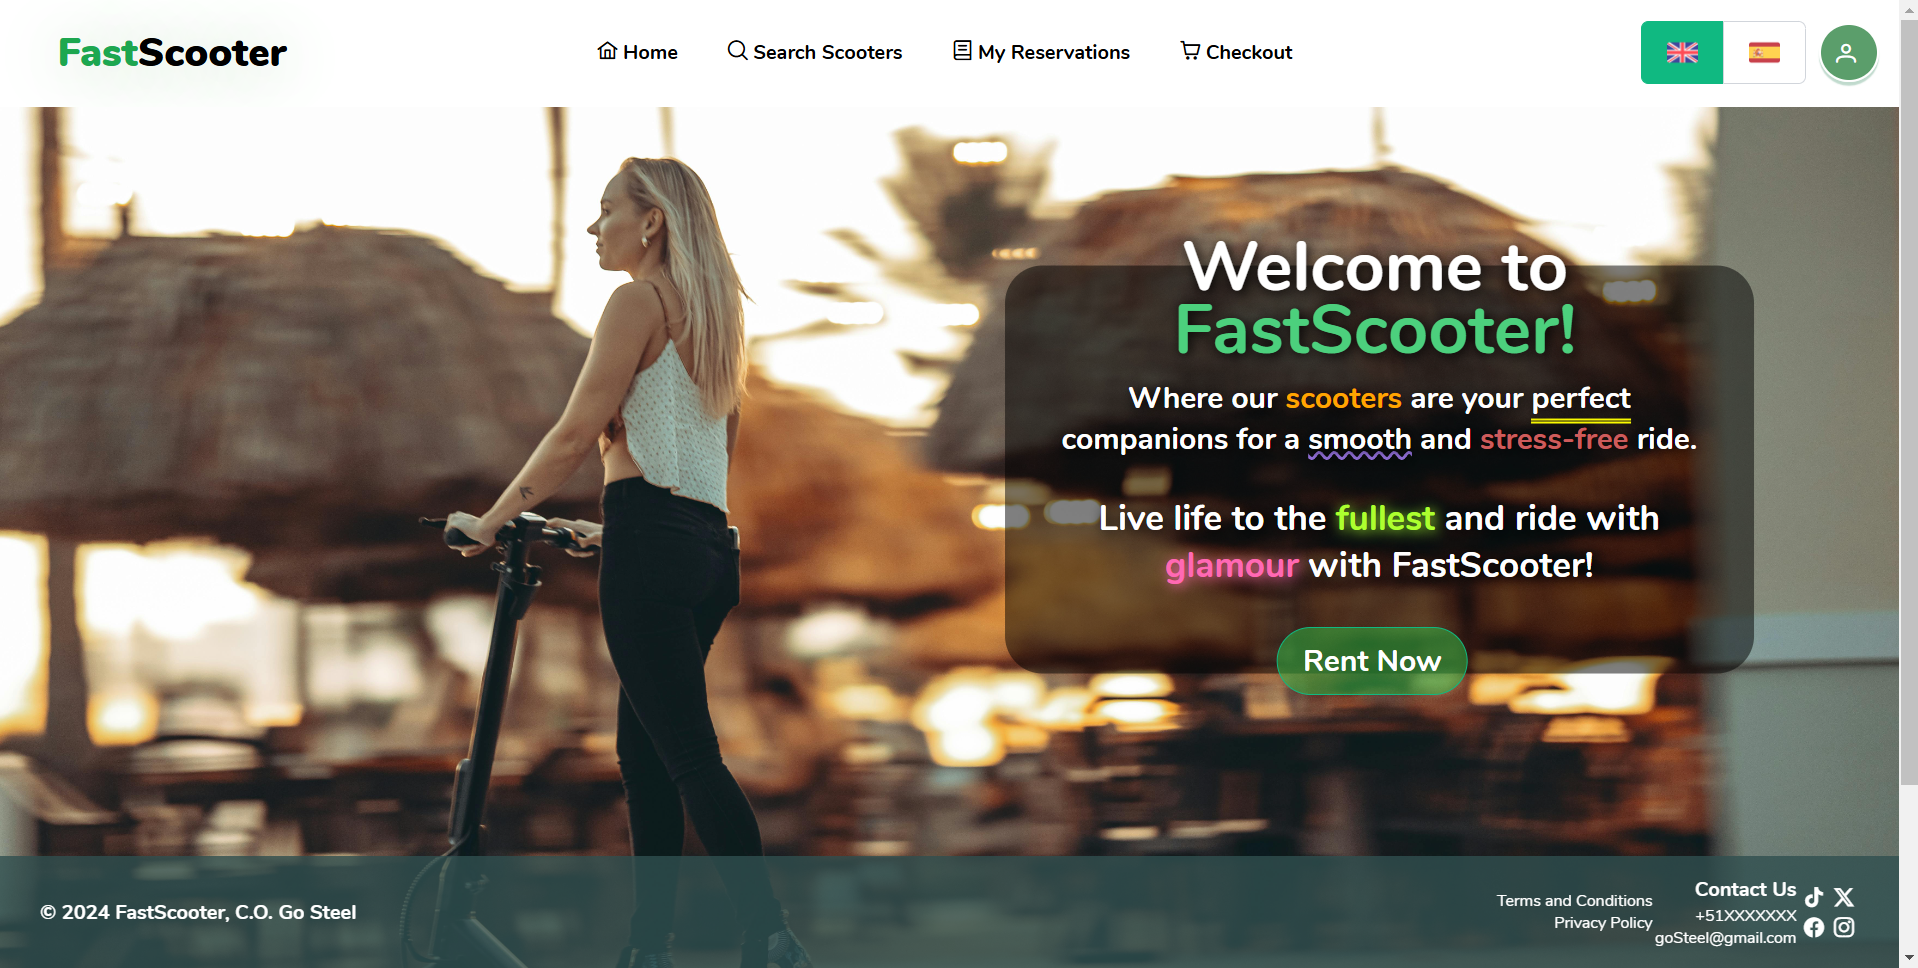 FastScooter
Home
Search Scooters
My Reservations
Checkout
Welcome to
FastScooter!
Where our scooters are your perfect
companions for a smooth and stress-free ride.
Live life to the fullest and ride with
glamour with FastScooter!
Rent Now
© 2024 FastScooter, C.O. Go Steel
Terms and Conditions
Privacy Policy
Contact Us
+51XXXXXXX
goSteel@gmail.com